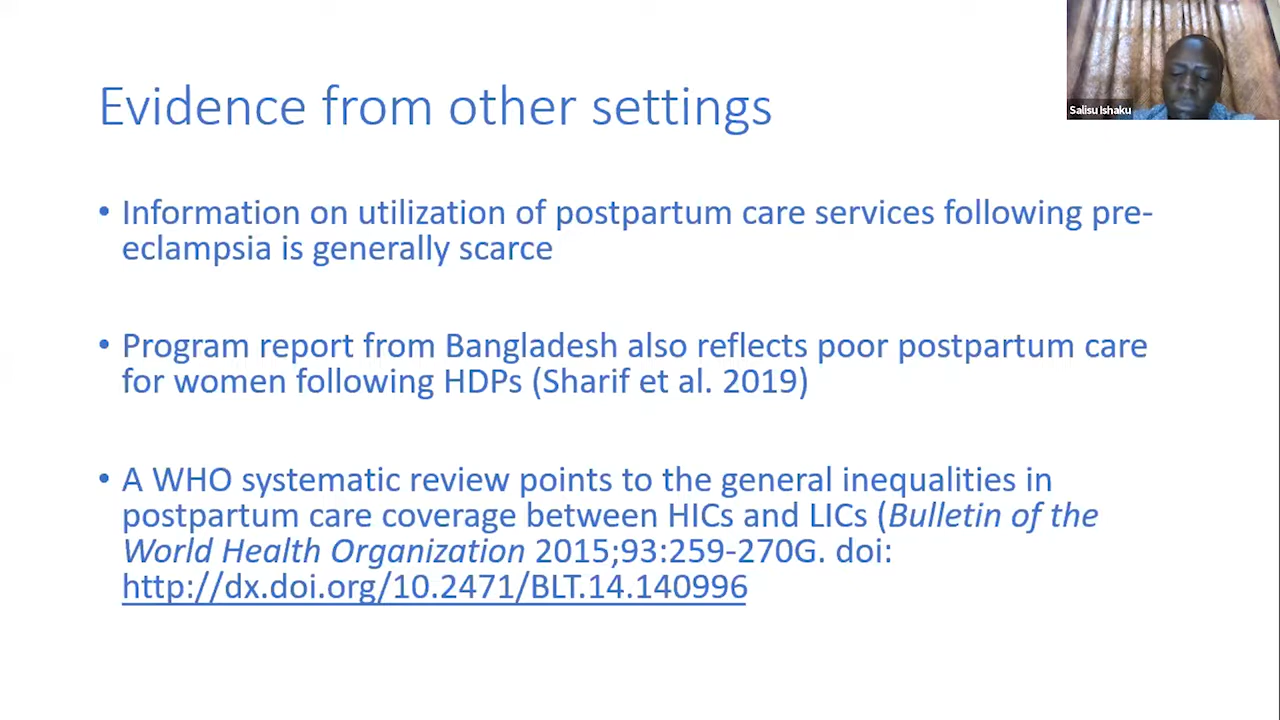 Salisu Ishaku
Evidence from other settings
• Information on utilization of postpartum care services following pre-
eclampsia is generally scarce
• Program report from Bangladesh also reflects poor postpartum care
for women following HDPs (Sharif et al. 2019)
• A WHO systematic review points to the general inequalities in
postpartum care coverage between HICs and LICs (Bulletin of the
World Health Organization 2015;93:259-270G. doi:
http://dx.doi.org/10.2471/BLT.14.140996